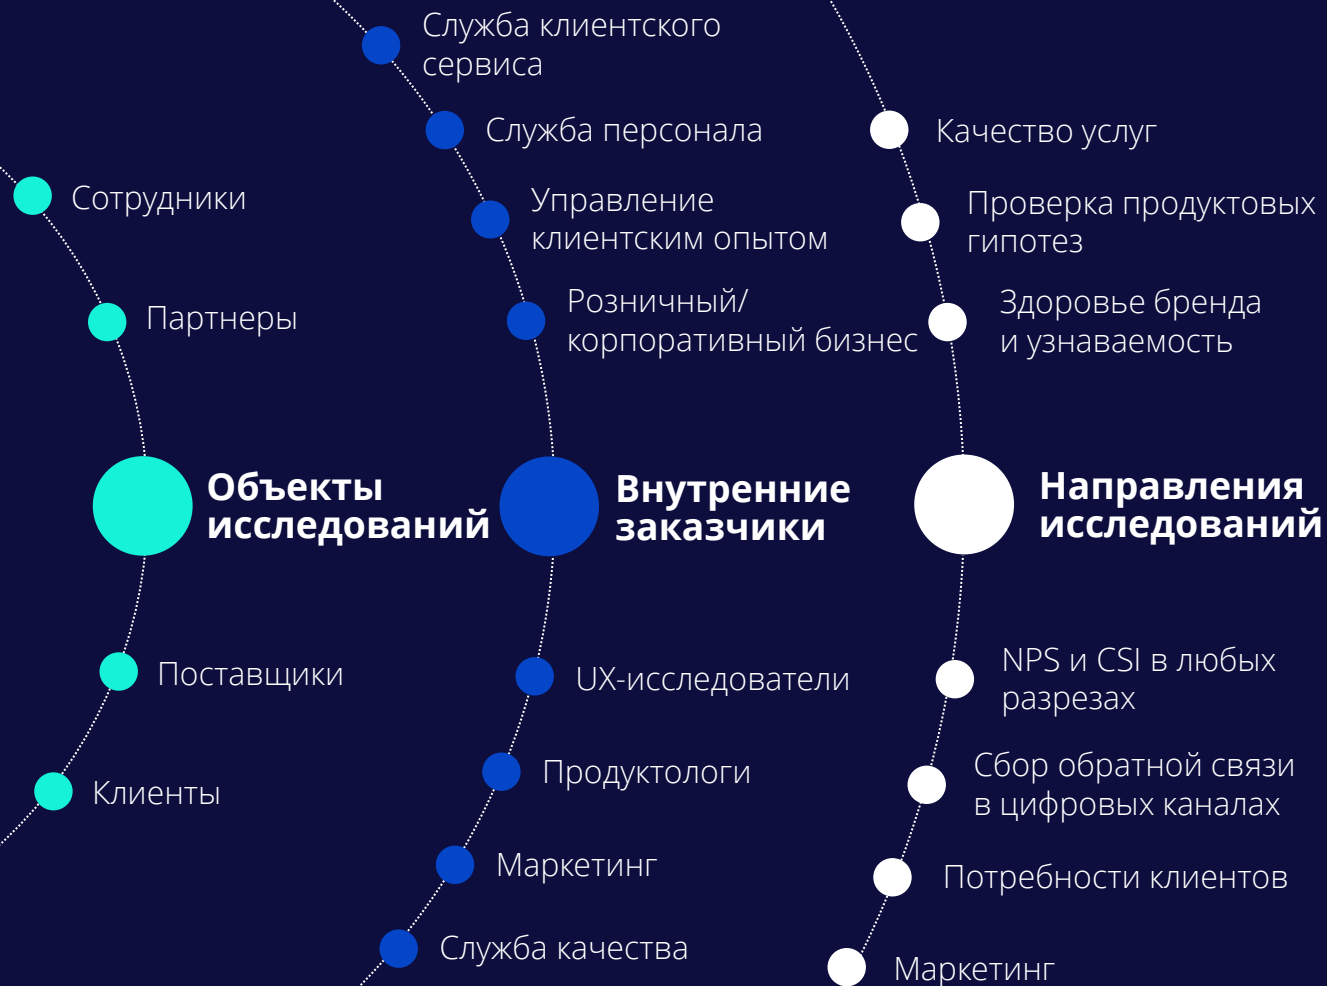 Сотрудники
Партнеры
Объекты
исследований
Поставщики
Клиенты
Служба клиентского
сервиса
Служба персонала
Управление
клиентским опытом
Розничный/
корпоративный бизнес
Внутренние
заказчики
UX-исследователи
Продуктологи
Маркетинг
Служба качества
Качество услуг
Проверка продуктовых
гипотез
Здоровье бренда
и узнаваемость
Направления
исследований
NPS и CSI в любых
разрезах
Сбор обратной связи
в цифровых каналах
Потребности клиентов
Маркетинг